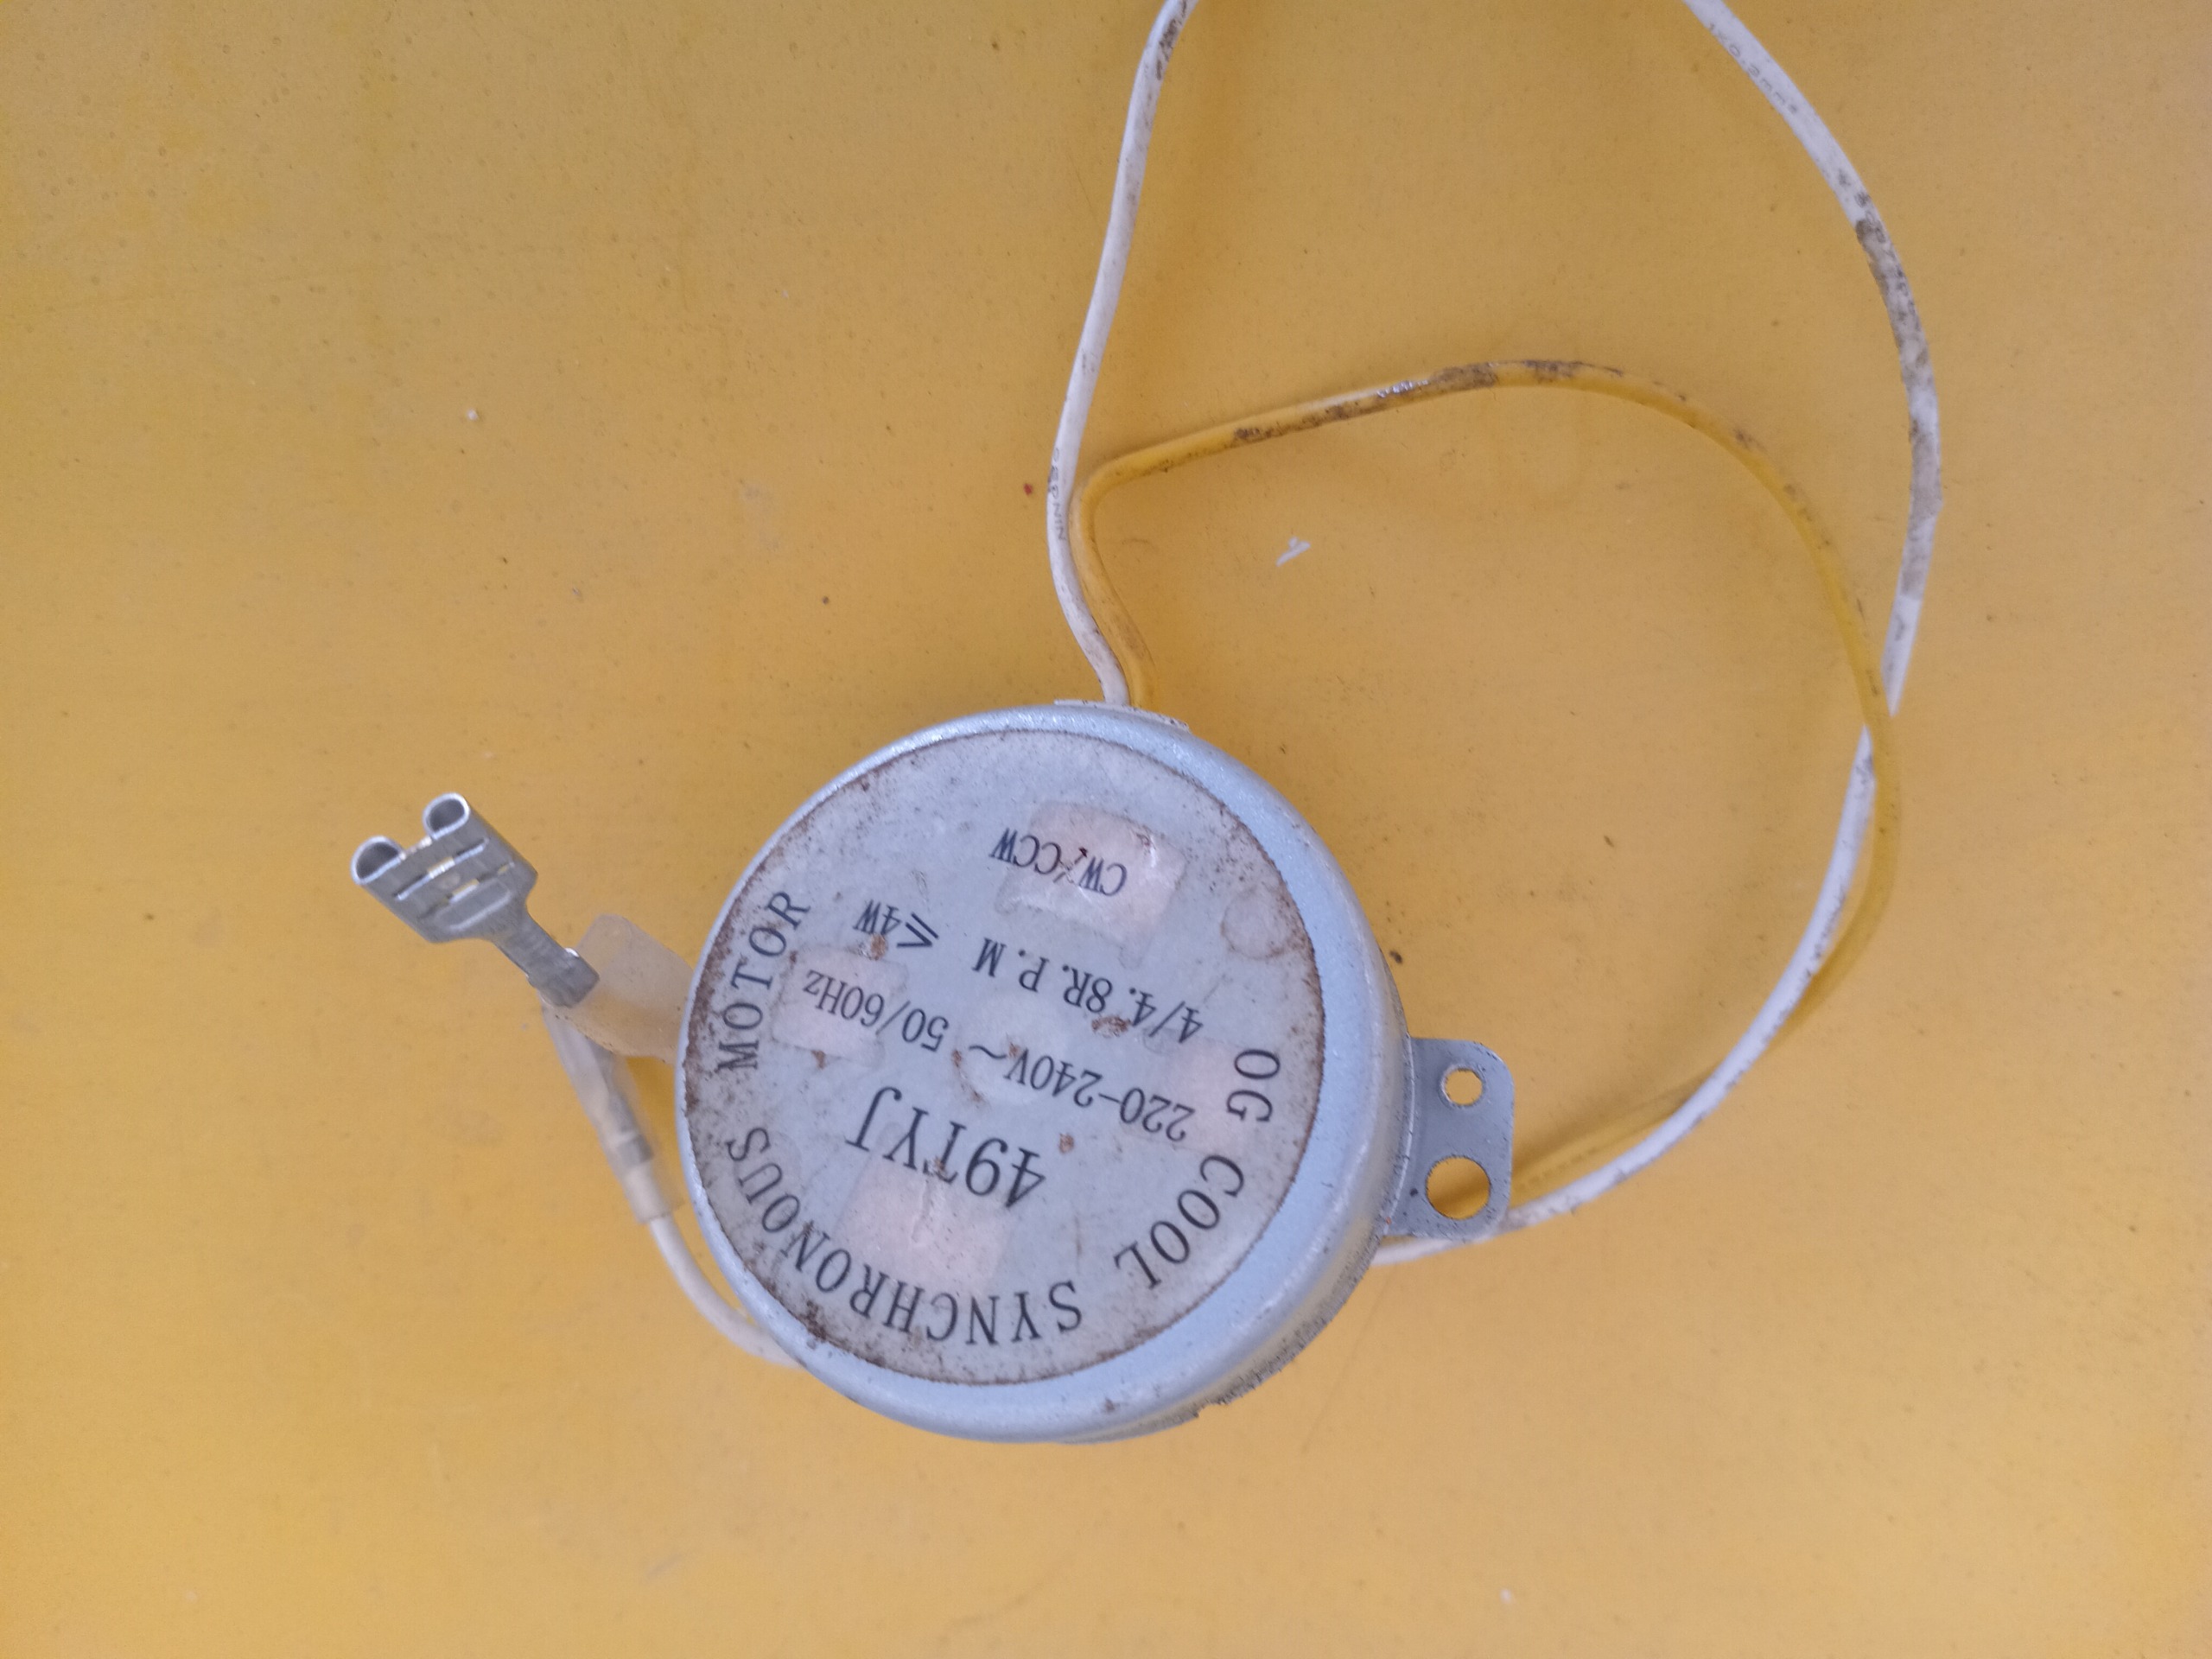 OG COOL SYNCHRONOUS MOTOR
49TYJ
220-240V~ 50/60Hz
4/4.8R.P.M ≤4W
CW/CCW